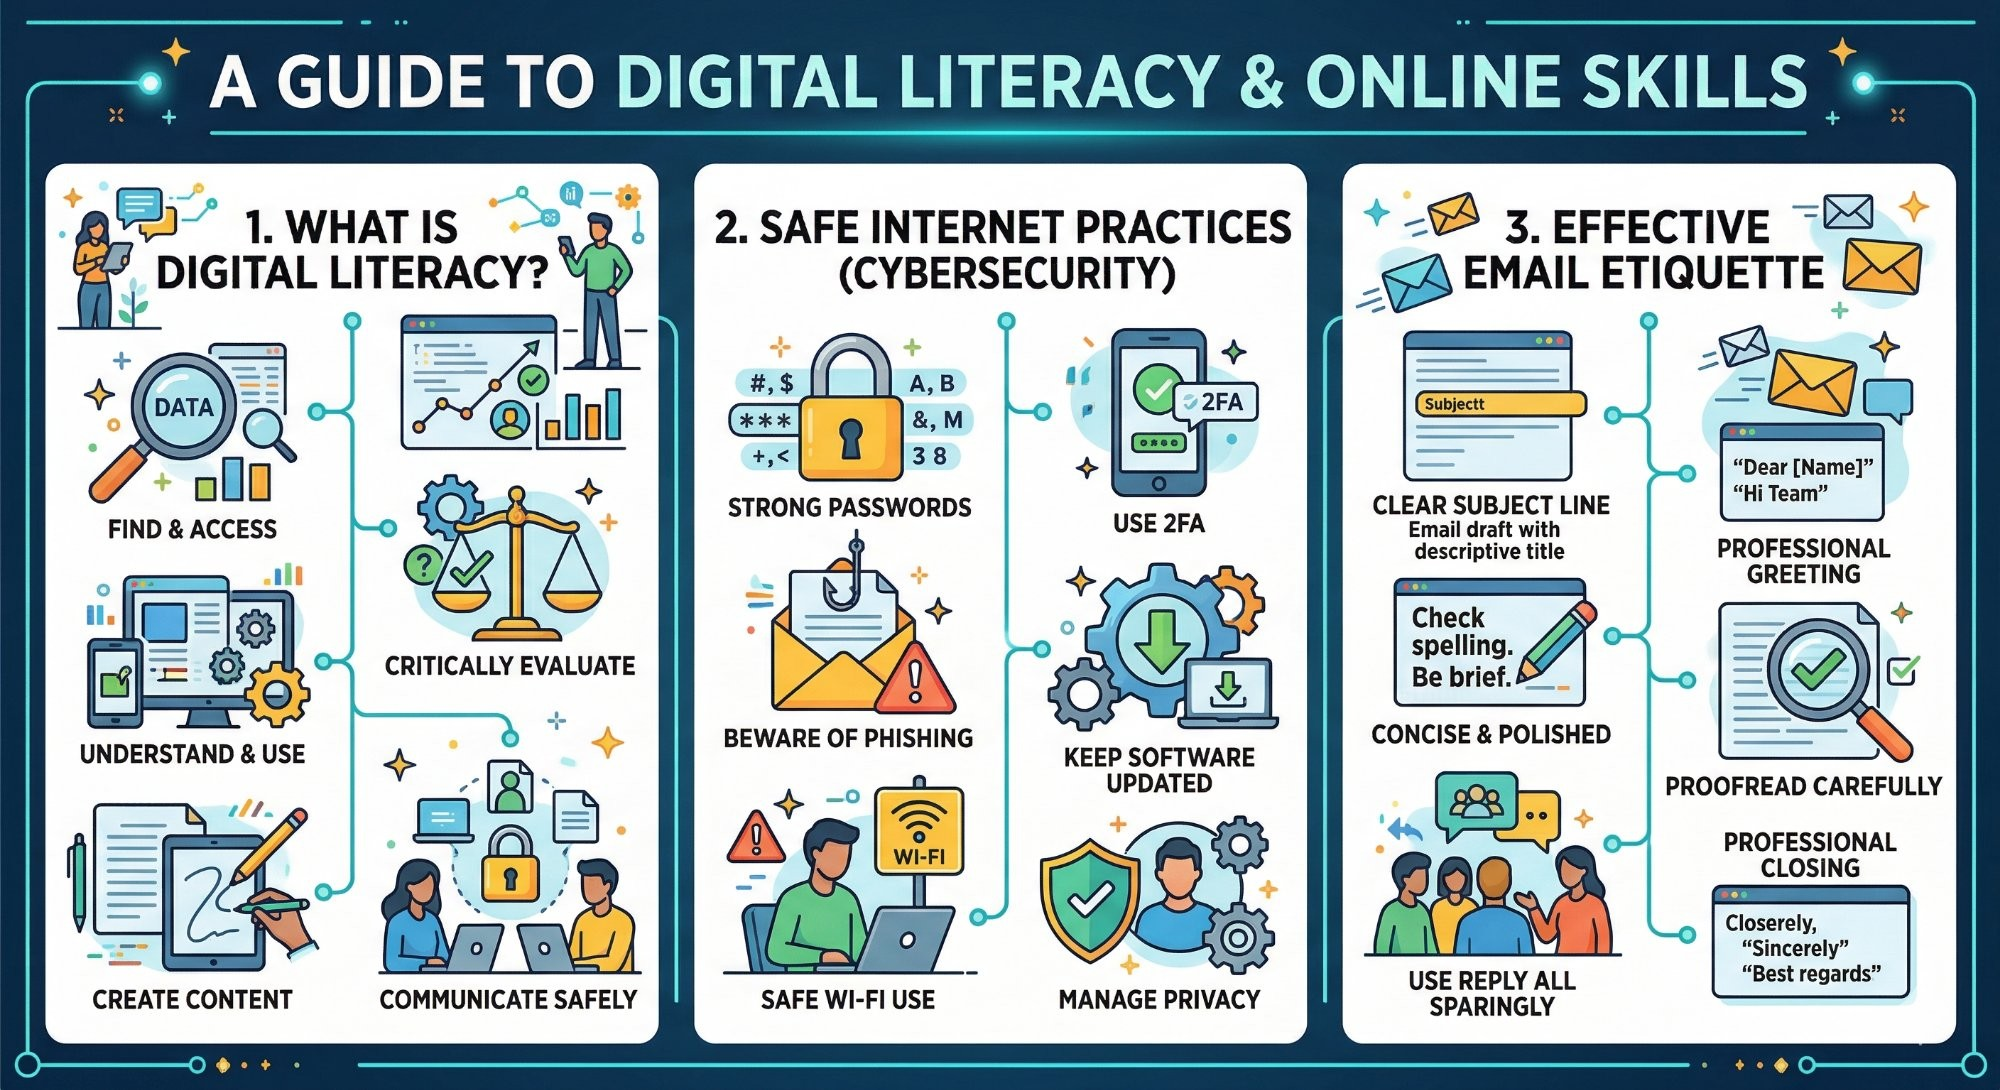 A GUIDE TO DIGITAL LITERACY & ONLINE SKILLS
1. WHAT IS
DIGITAL LITERACY?
DATA
FIND & ACCESS
CRITICALLY EVALUATE
?
UNDERSTAND & USE
CREATE CONTENT
COMMUNICATE SAFELY
2. SAFE INTERNET PRACTICES
(CYBERSECURITY)
#, $
A, B
***
&, M
+,<
3 8
STRONG PASSWORDS
2FA
****
USE 2FA
!
BEWARE OF PHISHING
KEEP SOFTWARE
UPDATED
!
WI-FI
SAFE WI-FI USE
MANAGE PRIVACY
3. EFFECTIVE
EMAIL ETIQUETTE
Subjectt
CLEAR SUBJECT LINE
Email draft with
descriptive title
“Dear [Name]”
“Hi Team”
PROFESSIONAL
GREETING
Check
spelling.
Be brief.
CONCISE & POLISHED
PROOFREAD CAREFULLY
USE REPLY ALL
SPARINGLY
PROFESSIONAL
CLOSING
Closerely,
“Sincerely”
“Best regards”